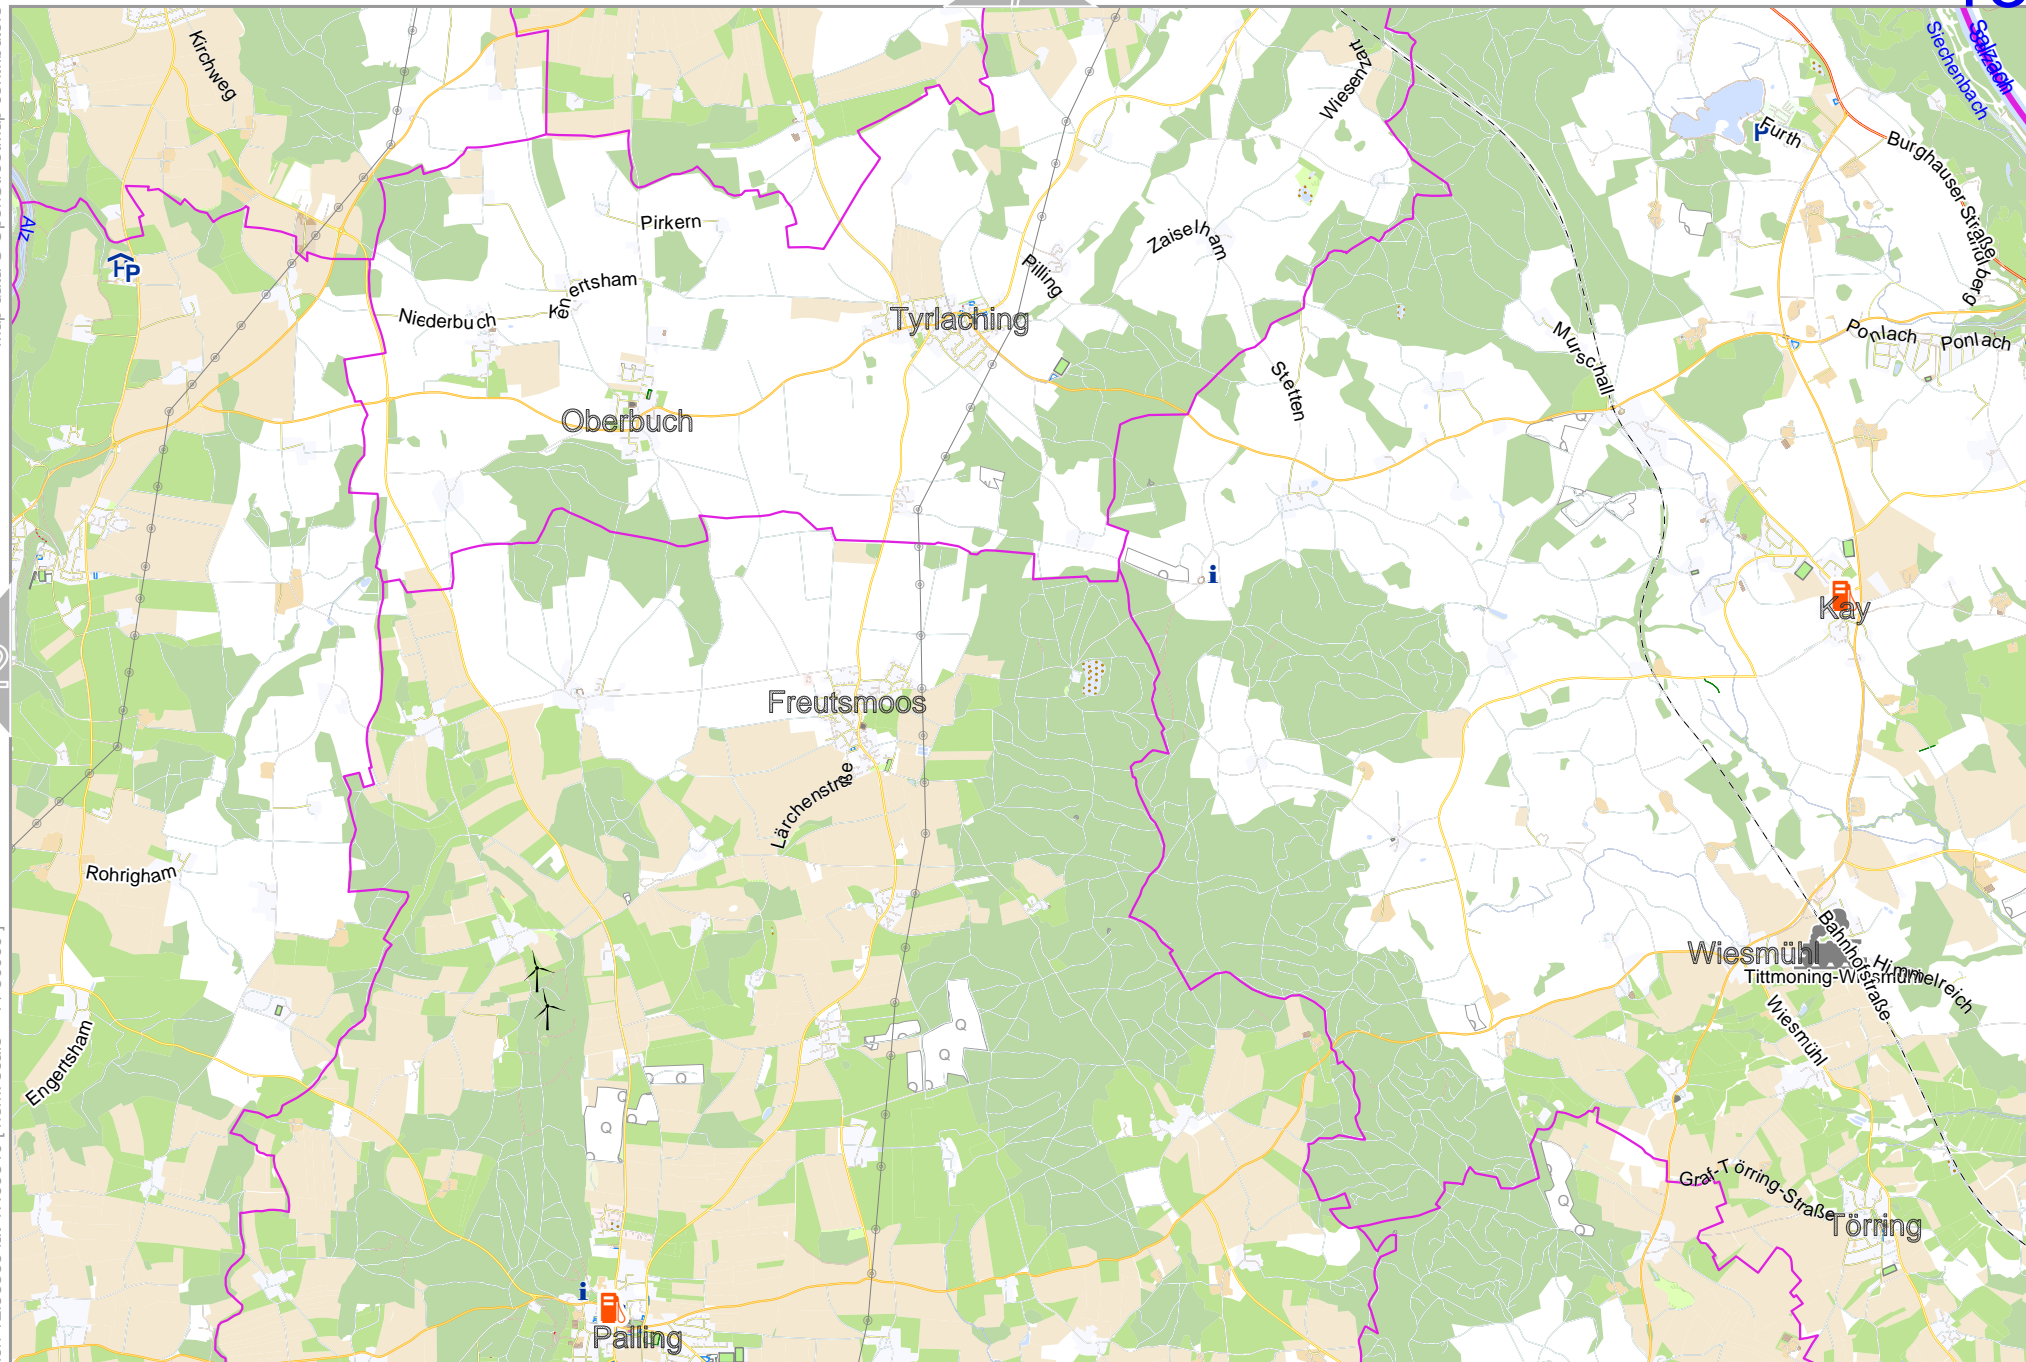 Kirchweg
Salzach
Siechenbach
Wiesenzart
P
Furth
Burghauser Straße
Alz
P
Pirkern
Zaiselham
Pilling
Kenertsham
Niederbuch
Tyrlaching
Murschall
Ponlach
Ponlach
Stetten
Oberbuch
i
Kay
Freutsmoos
Lärchenstraße
Rohrigham
Bahnhofstraße
Wiesmühl
Himmelreich
Tittmoning-Wiesmühl
Wiesmühl
Engertsham
Q
Q
Q
Q
Graf-Törring-Straße
Törring
i
Palling